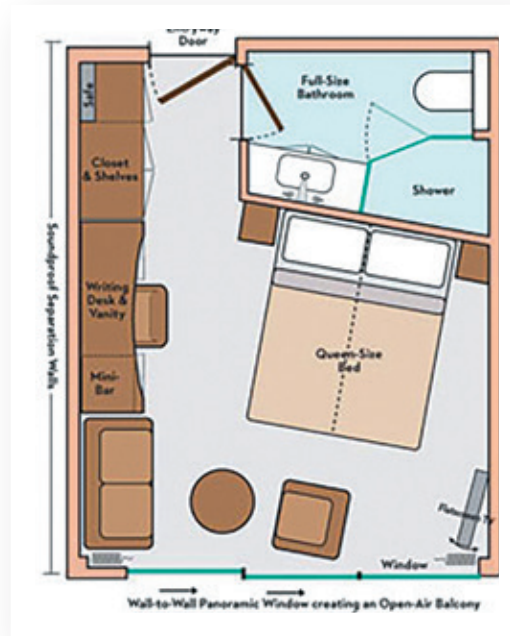 Door
Safe
Full-Size
Bathroom
Closet
& Shelves
Shower
Soundproof Separation Walls
Writing
Desk &
Vanity
Queen-Size
Bed
Mini-
Bar
Flatscreen TV
Window
Wall-to-Wall Panoramic Window creating an Open-Air Balcony